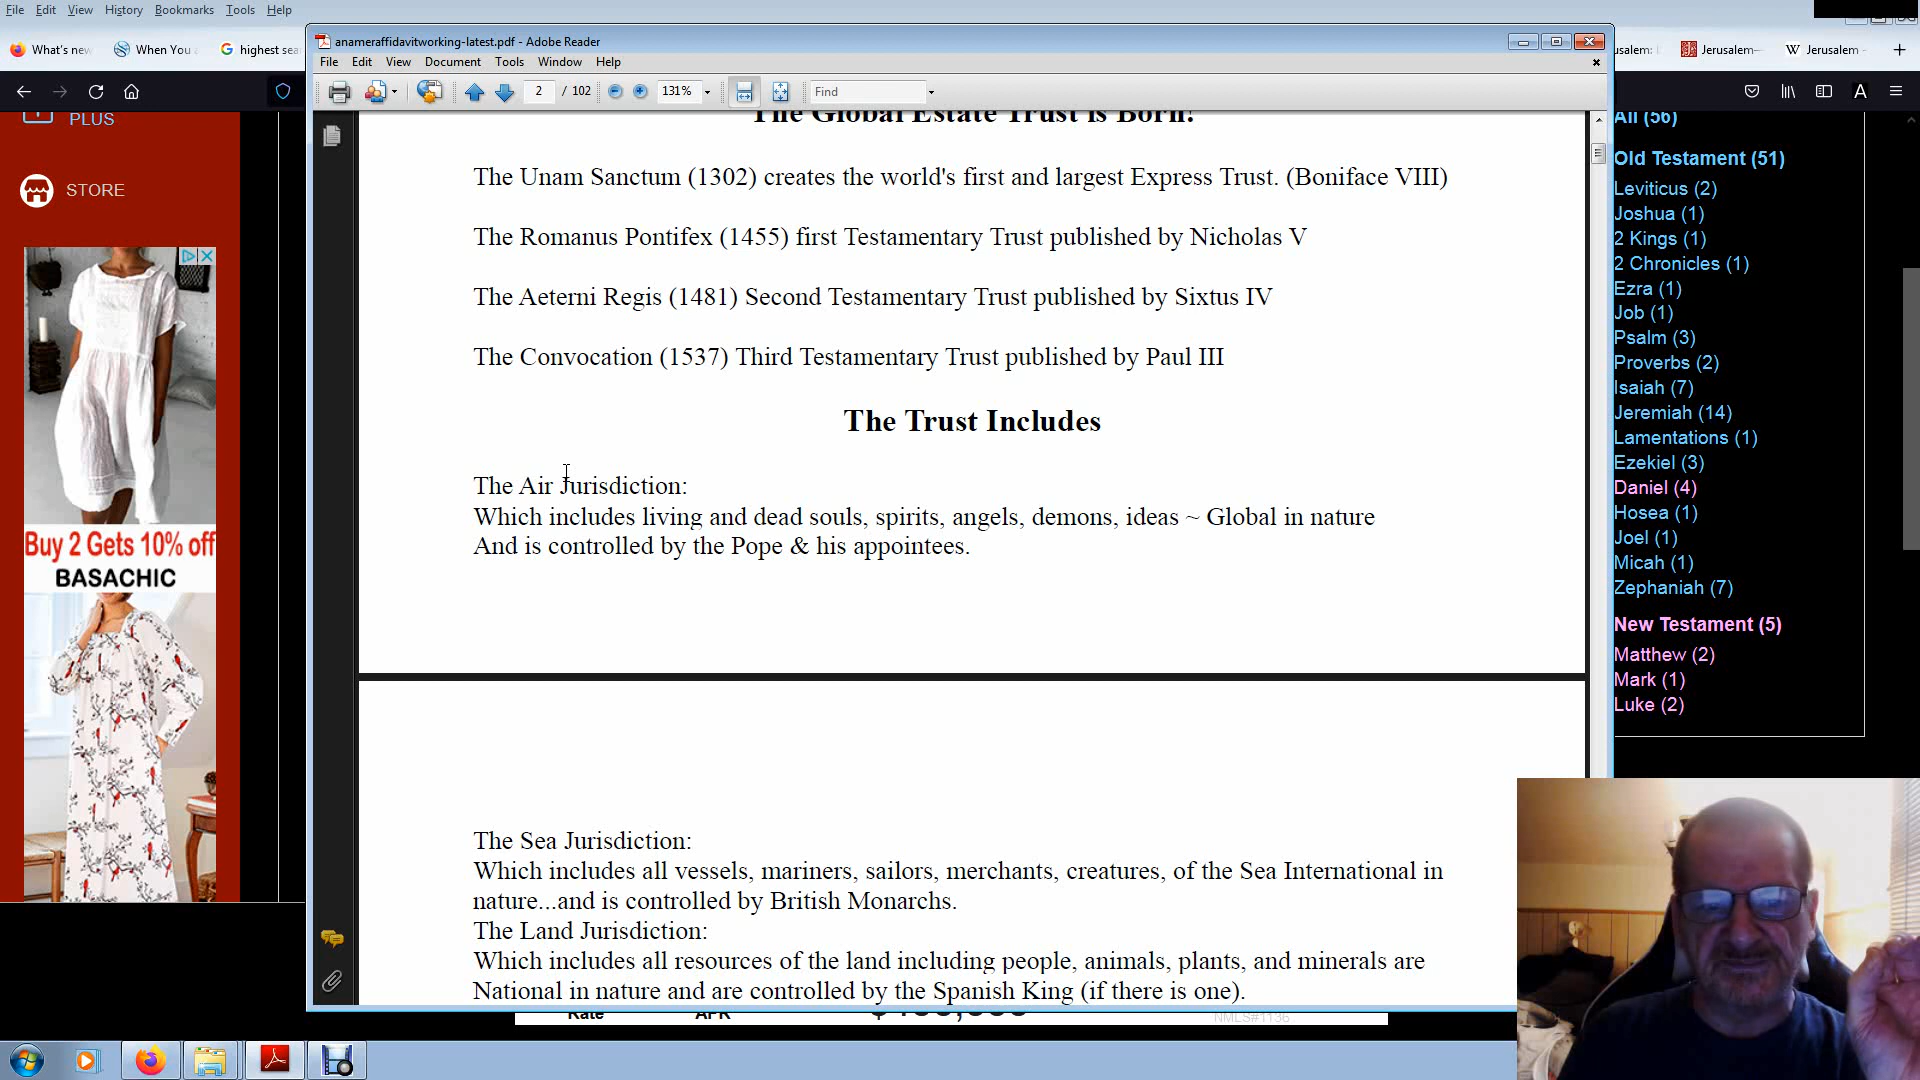 File Edit View History Bookmarks Tools Help
What's new
When You
highest sea
anameraffidavitworking-latest.pdf - Adobe Reader
usalem:
Jerusalem—
Jerusalem -
File Edit View Document Tools Window Help
2 / 102
131%
Find
PLUS
STORE
Buy 2 Gets 10% off
BASACHIC
The Global Estate Trust is Born!
The Unam Sanctum (1302) creates the world's first and largest Express Trust. (Boniface VIII)
The Romanus Pontifex (1455) first Testamentary Trust published by Nicholas V
The Aeterni Regis (1481) Second Testamentary Trust published by Sixtus IV
The Convocation (1537) Third Testamentary Trust published by Paul III
The Trust Includes
The Air Jurisdiction:
Which includes living and dead souls, spirits, angels, demons, ideas ~ Global in nature
And is controlled by the Pope & his appointees.
The Sea Jurisdiction:
Which includes all vessels, mariners, sailors, merchants, creatures, of the Sea International in
nature...and is controlled by British Monarchs.
The Land Jurisdiction:
Which includes all resources of the land including people, animals, plants, and minerals are
National in nature and are controlled by the Spanish King (if there is one).
Rate APR
NMLS#1136
All (56)
Old Testament (51)
Leviticus (2)
Joshua (1)
2 Kings (1)
2 Chronicles (1)
Ezra (1)
Job (1)
Psalm (3)
Proverbs (2)
Isaiah (7)
Jeremiah (14)
Lamentations (1)
Ezekiel (3)
Daniel (4)
Hosea (1)
Joel (1)
Micah (1)
Zephaniah (7)
New Testament (5)
Matthew (2)
Mark (1)
Luke (2)